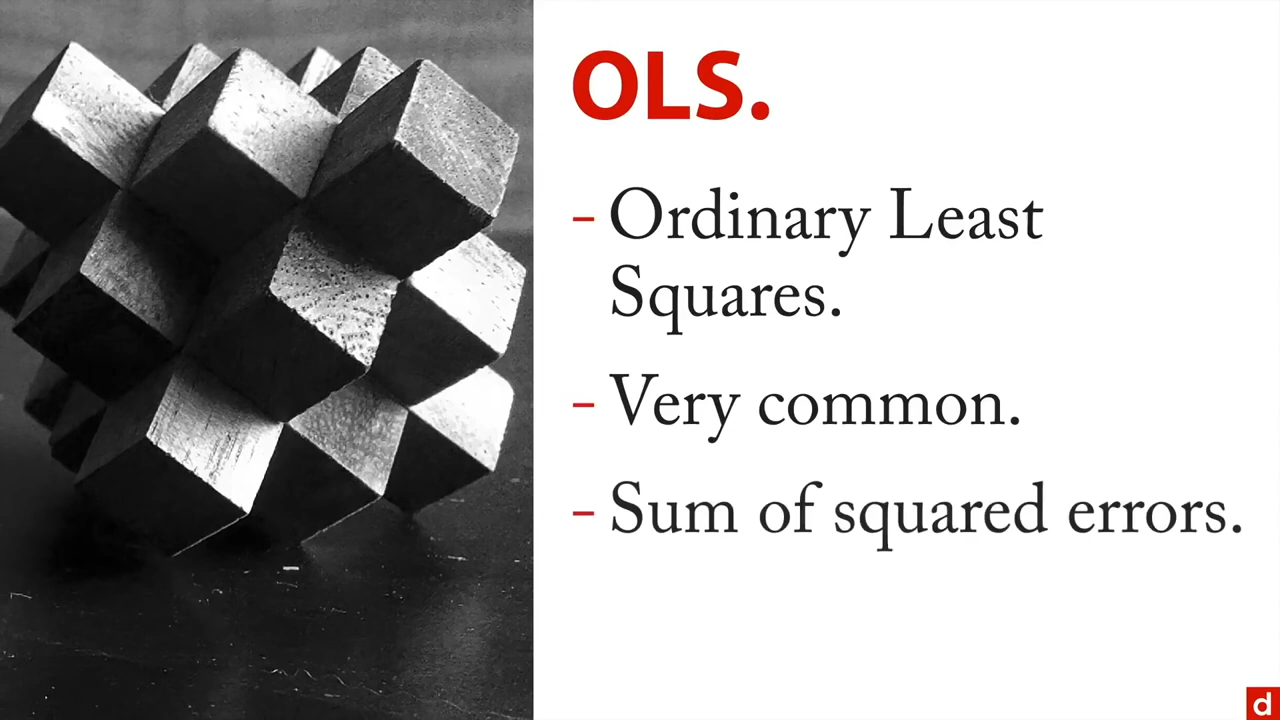 OLS.
- Ordinary Least
Squares.
- Very common.
- Sum of squared errors.
d